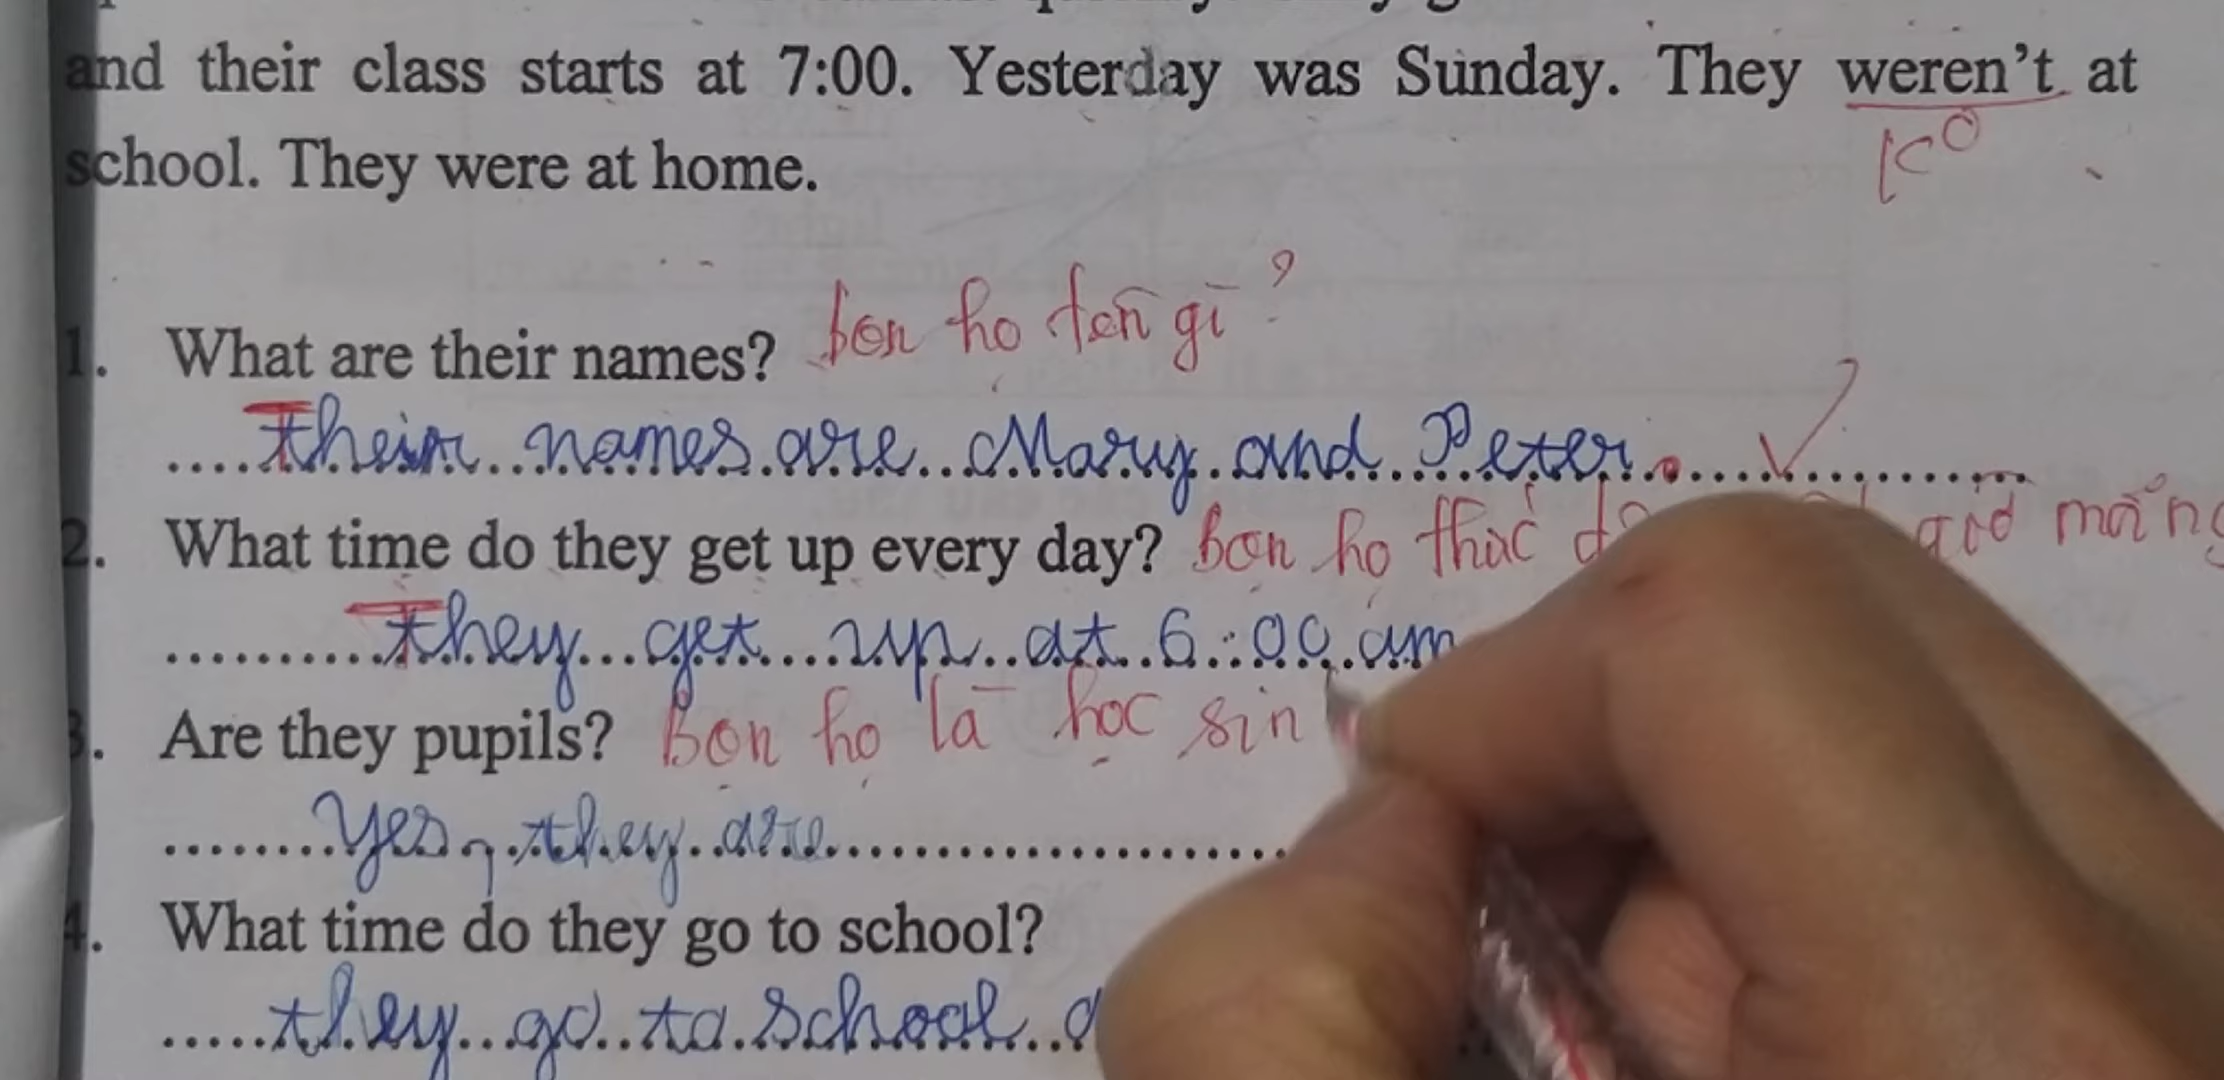 and their class starts at 7:00. Yesterday was Sunday. They weren't at
K⁰
school. They were at home.
1. What are their names? bọn họ tên gì?
Their names are Mary and Peter.
2. What time do they get up every day? Bọn họ thức giờ
They get up at 6:00 am
3. Are they pupils? Bọn họ là học sin
Yes, they are
4. What time do they go to school?
they go to school